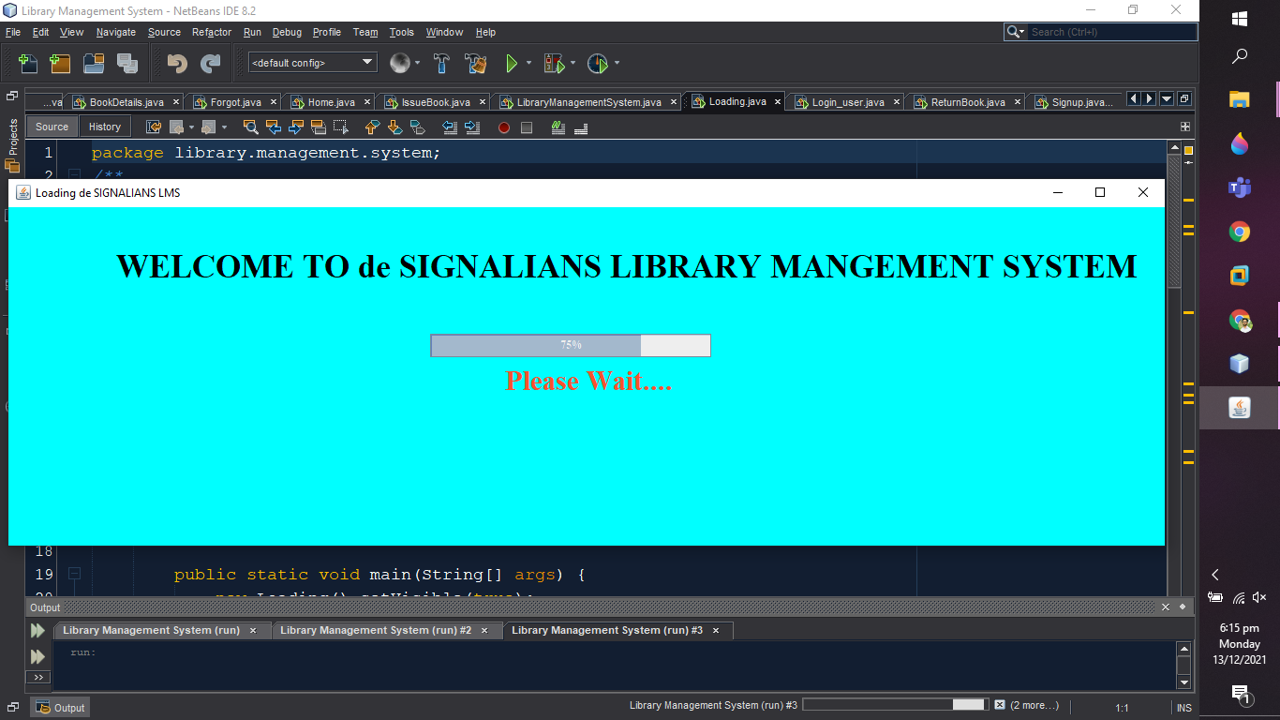 Library Management System - NetBeans IDE 8.2
File Edit View Navigate Source Refactor Run Debug Profile Team Tools Window Help
Search (Ctrl+I)
<default config>
...va BookDetails.java Forgot.java Home.java IssueBook.java LibraryManagementSystem.java Loading.java Login_user.java ReturnBook.java Signup.java...
Source History
Projects
1 package library.management.system;
2 /**
Loading de SIGNALIANS LMS
WELCOME TO de SIGNALIANS LIBRARY MANGEMENT SYSTEM
75%
Please Wait....
18
19 public static void main(String[] args) {
Output
Library Management System (run) Library Management System (run) #2 Library Management System (run) #3
run:
>>
Output
Library Management System (run) #3
(2 more...)
1:1
INS
6:15 pm
Monday
13/12/2021
1